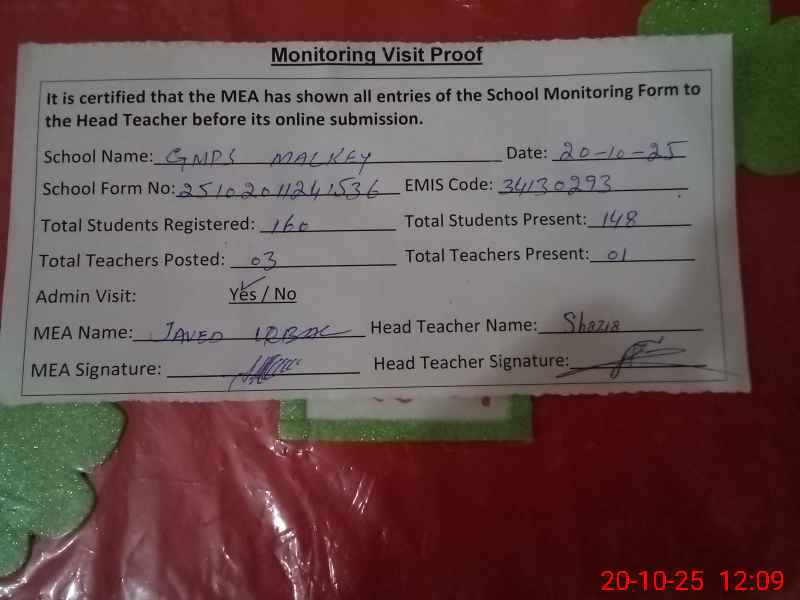 Monitoring Visit Proof
It is certified that the MEA has shown all entries of the School Monitoring Form to
the Head Teacher before its online submission.
School Name: GMPS MALKEY Date: 20-10-25
School Form No: 25102011241536 EMIS Code: 34130293
Total Students Registered: 160 Total Students Present: 148
Total Teachers Posted: 03 Total Teachers Present: 01
Admin Visit: Yes / No
MEA Name: JAVED IQBAL Head Teacher Name: Shazia
MEA Signature: Head Teacher Signature:
20-10-25 12:09